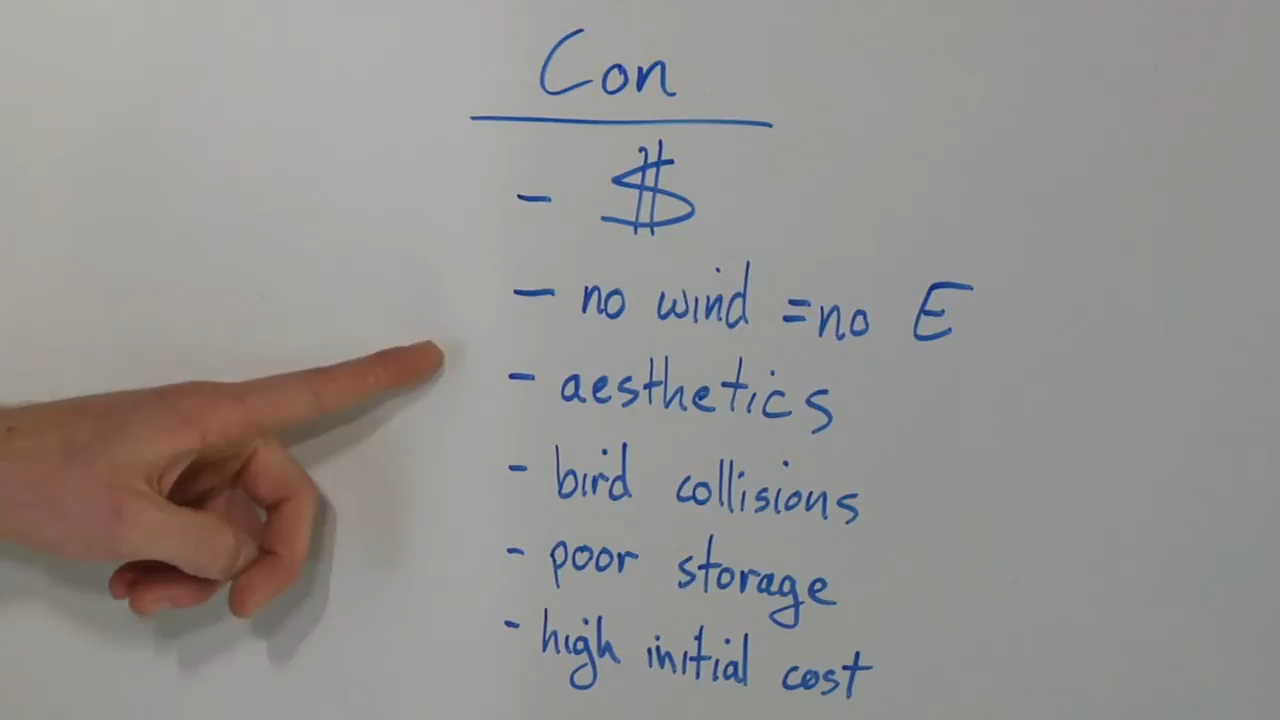 Con
- $
- no wind = no E
- aesthetics
- bird collisions
- poor storage
- high initial cost